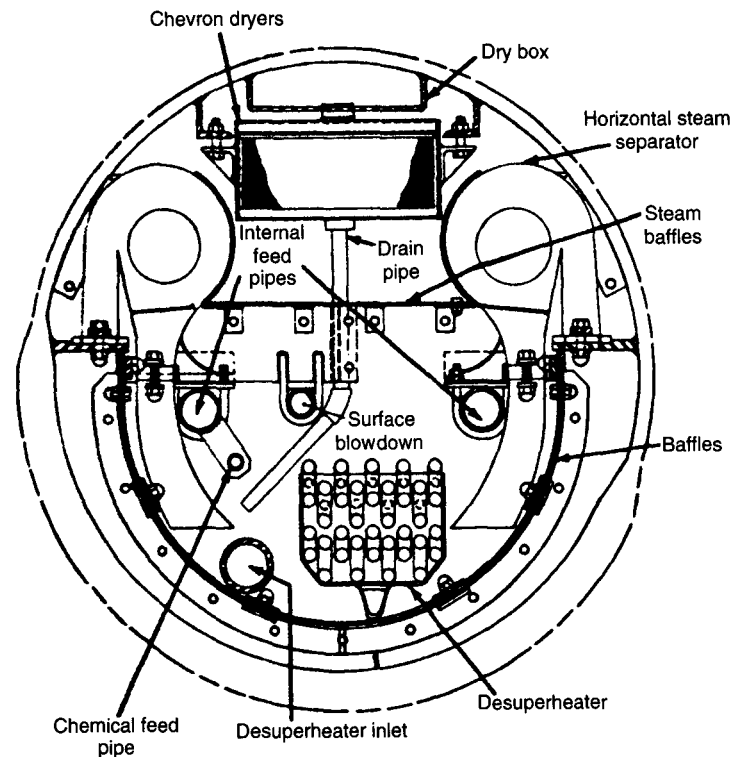 Chevron dryers
Dry box
Horizontal steam
separator
Steam
baffles
Internal
feed
pipes
Drain
pipe
Surface
blowdown
Baffles
Desuperheater
Desuperheater inlet
Chemical feed
pipe